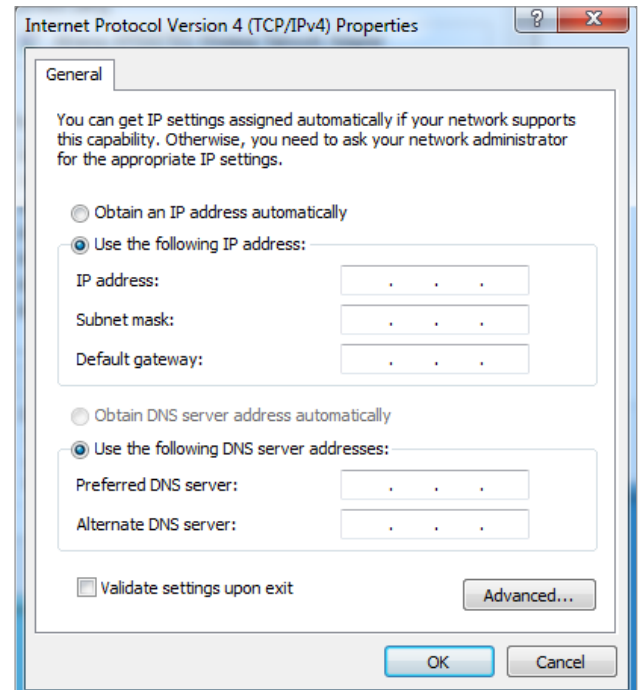 Internet Protocol Version 4 (TCP/IPv4) Properties
General
You can get IP settings assigned automatically if your network supports
this capability. Otherwise, you need to ask your network administrator
for the appropriate IP settings.
Obtain an IP address automatically
Use the following IP address:
IP address:
. . .
Subnet mask:
. . .
Default gateway:
. . .
Obtain DNS server address automatically
Use the following DNS server addresses:
Preferred DNS server:
. . .
Alternate DNS server:
. . .
Validate settings upon exit
Advanced...
OK
Cancel